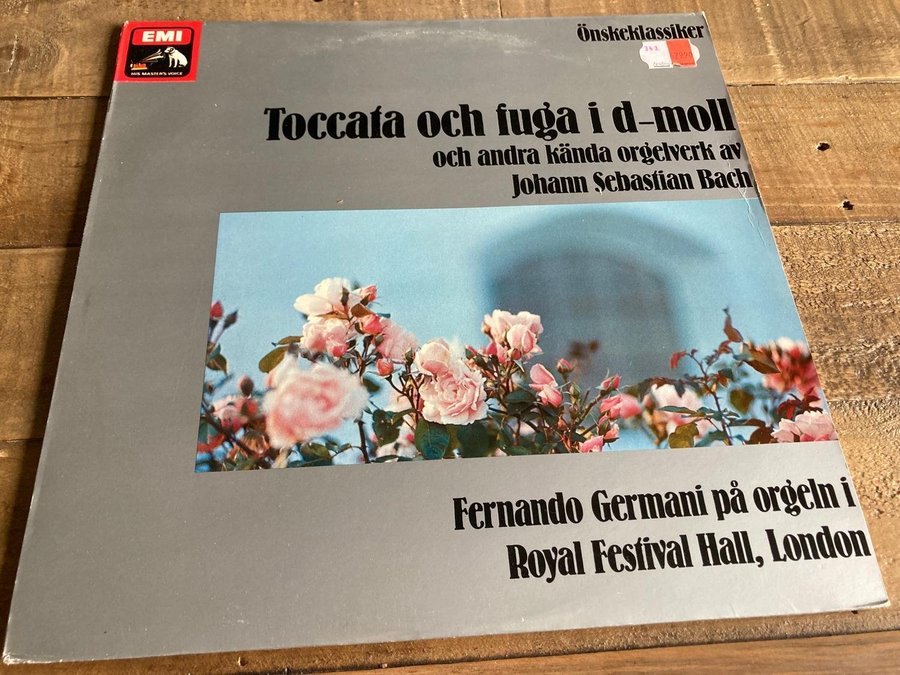 EMI
HIS MASTER'S VOICE
Önskeklassiker
Toccata och fuga i d-moll
och andra kända orgelverk av
Johann Sebastian Bach
Fernando Germani på orgeln i
Royal Festival Hall, London